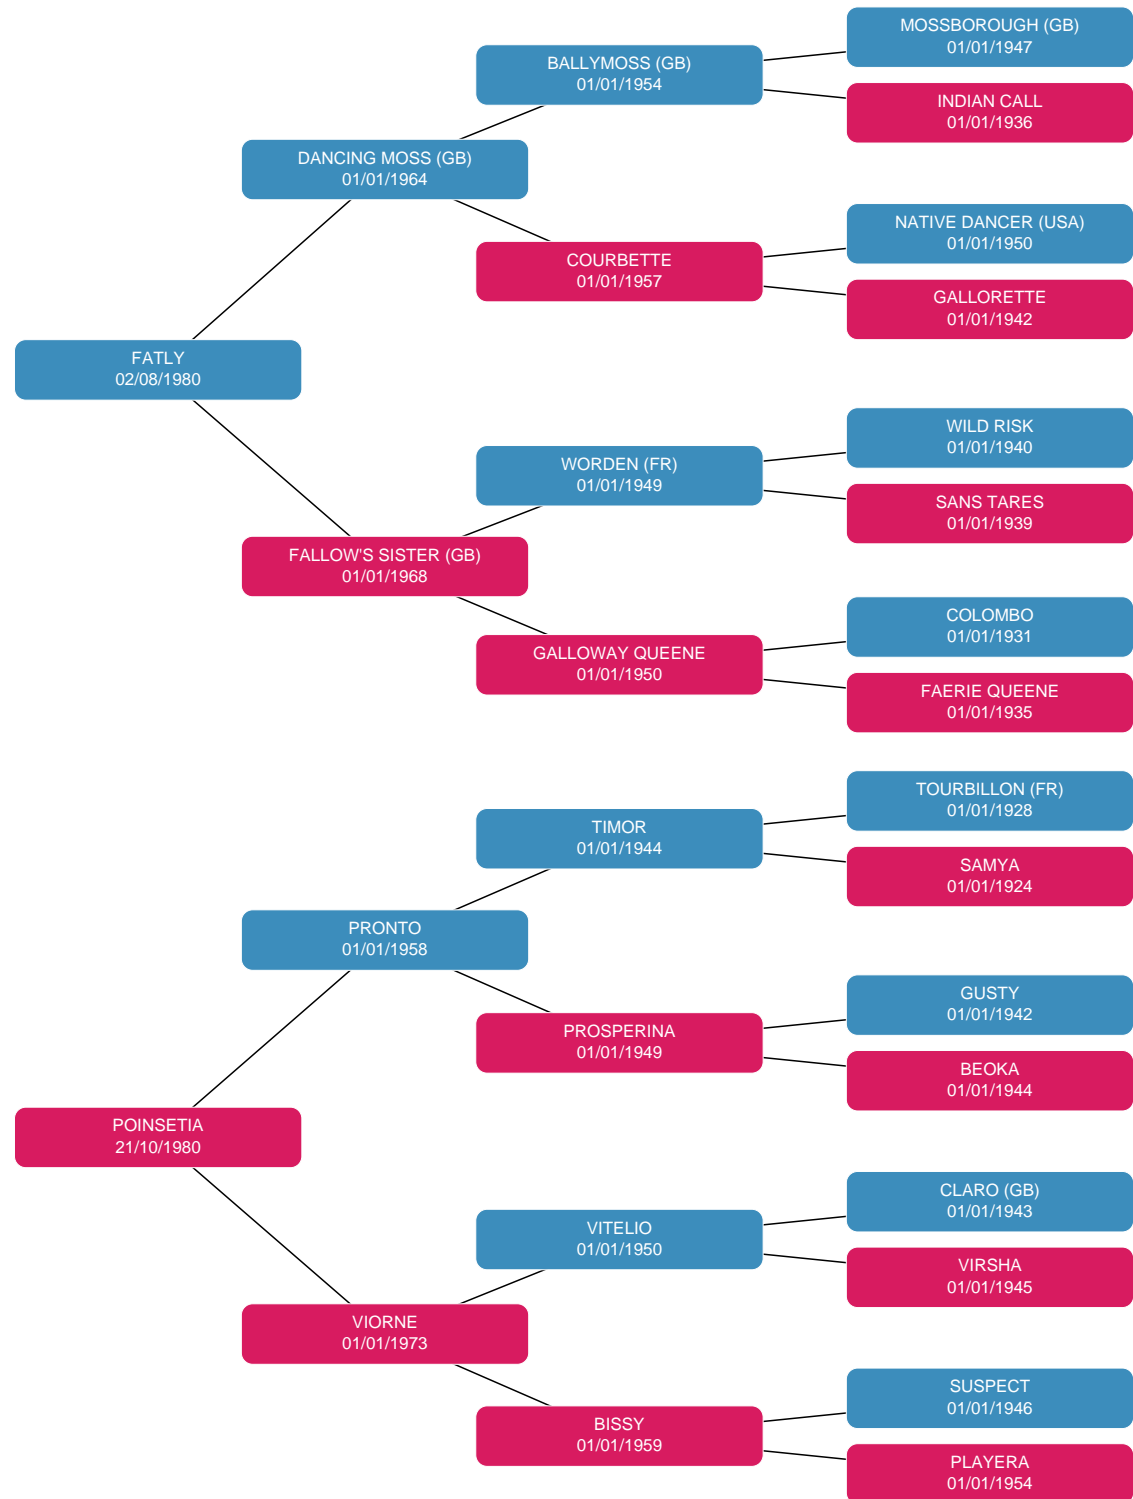 MOSSBOROUGH (GB)
01/01/1947
BALLYMOSS (GB)
01/01/1954
INDIAN CALL
01/01/1936
DANCING MOSS (GB)
01/01/1964
NATIVE DANCER (USA)
01/01/1950
COURBETTE
01/01/1957
GALLORETTE
01/01/1942
FATLY
02/08/1980
WILD RISK
01/01/1940
WORDEN (FR)
01/01/1949
SANS TARES
01/01/1939
FALLOW'S SISTER (GB)
01/01/1968
COLOMBO
01/01/1931
GALLOWAY QUEENE
01/01/1950
FAERIE QUEENE
01/01/1935
TOURBILLON (FR)
01/01/1928
TIMOR
01/01/1944
SAMYA
01/01/1924
PRONTO
01/01/1958
GUSTY
01/01/1942
PROSPERINA
01/01/1949
BEOKA
01/01/1944
POINSETIA
21/10/1980
CLARO (GB)
01/01/1943
VITELIO
01/01/1950
VIRSHA
01/01/1945
VIORNE
01/01/1973
SUSPECT
01/01/1946
BISSY
01/01/1959
PLAYERA
01/01/1954